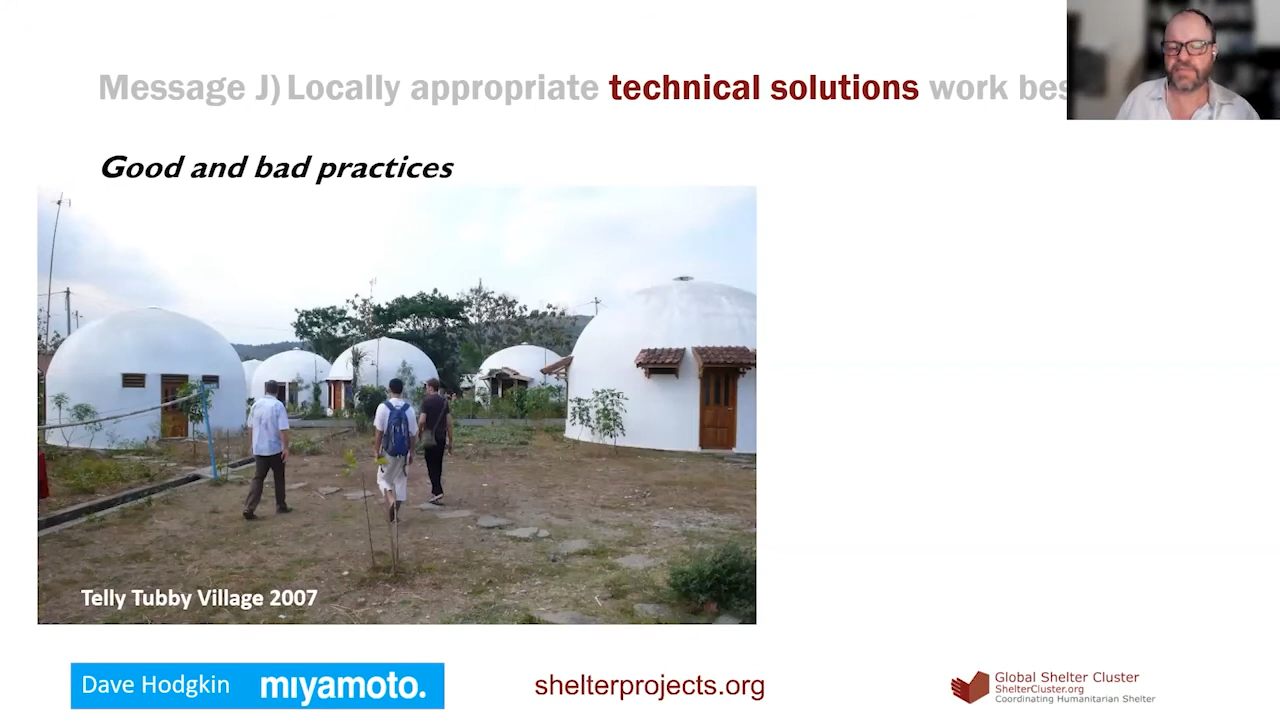 Message J) Locally appropriate technical solutions work bes
Good and bad practices
Telly Tubby Village 2007
Dave Hodgkin miyamoto.
shelterprojects.org
Global Shelter Cluster
ShelterCluster.org
Coordinating Humanitarian Shelter